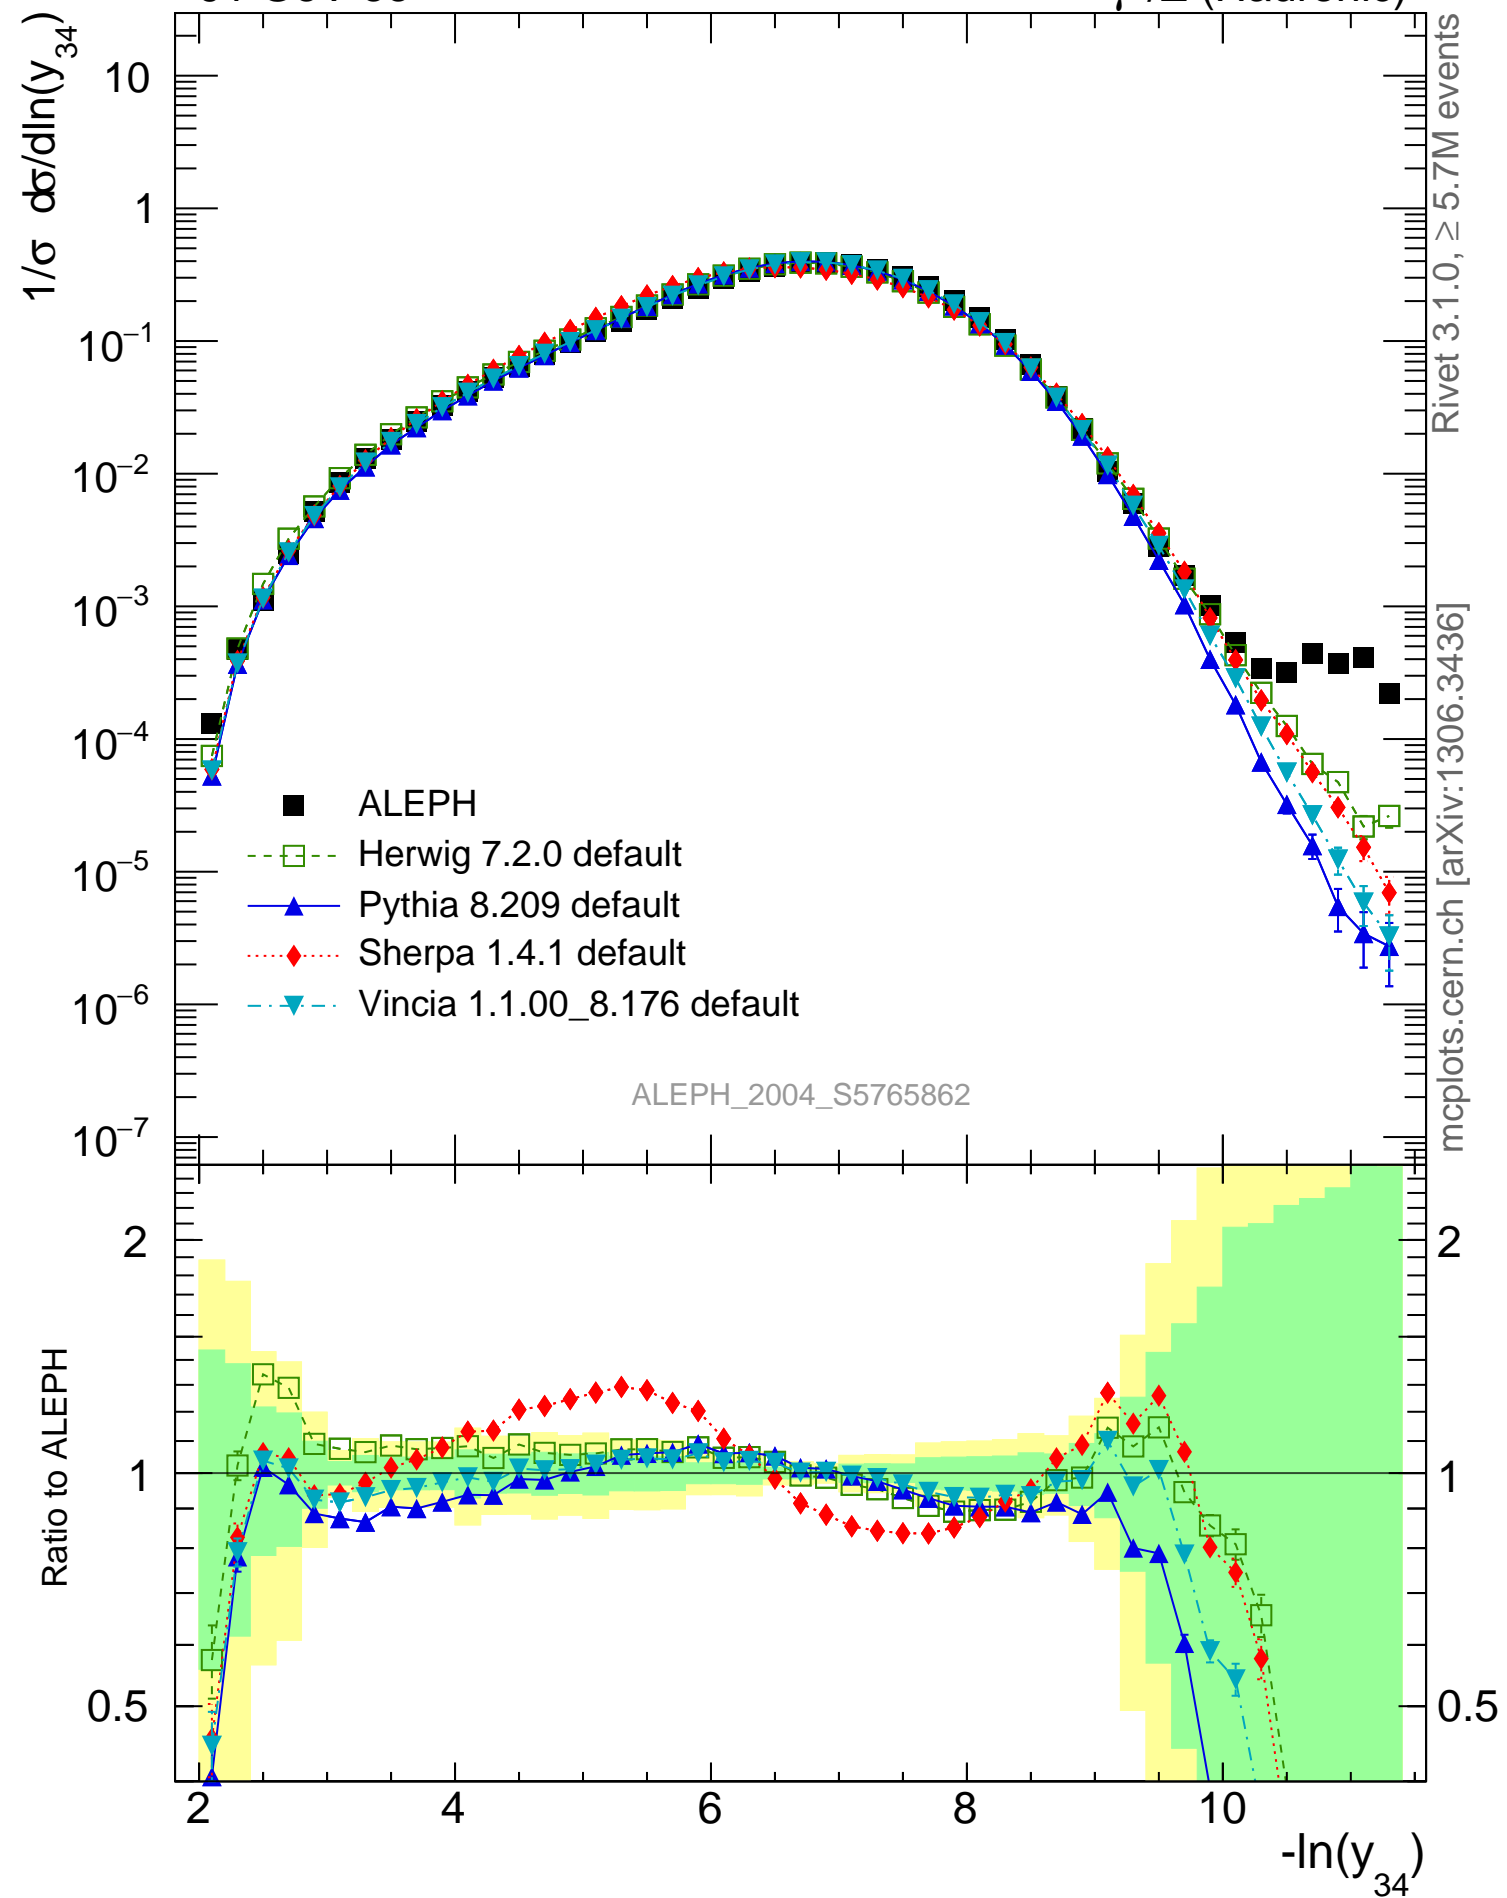 1/σ dσ/dln(y34)
10
1
10−1
10−2
10−3
10−4
10−5
10−6
10−7
ALEPH
Herwig 7.2.0 default
Pythia 8.209 default
Sherpa 1.4.1 default
Vincia 1.1.00_8.176 default
ALEPH_2004_S5765862
Rivet 3.1.0, ≥ 5.7M events
mcplots.cern.ch [arXiv:1306.3436]
Ratio to ALEPH
2 2
1 1
0.5 0.5
2 4 6 8 10
-ln(y34)